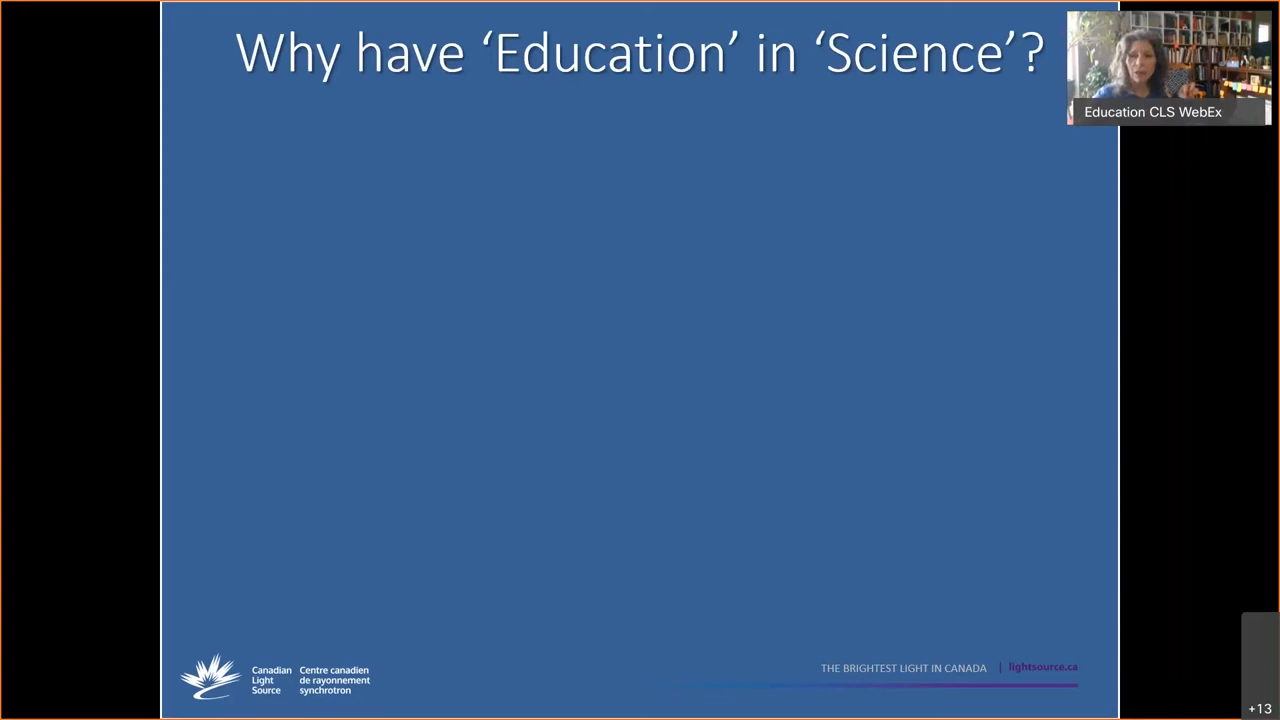 Why have ‘Education’ in ‘Science’?
Education CLS WebEx
Canadian
Light
Source
Centre canadien
de rayonnement
synchrotron
THE BRIGHTEST LIGHT IN CANADA | lightsource.ca
+13